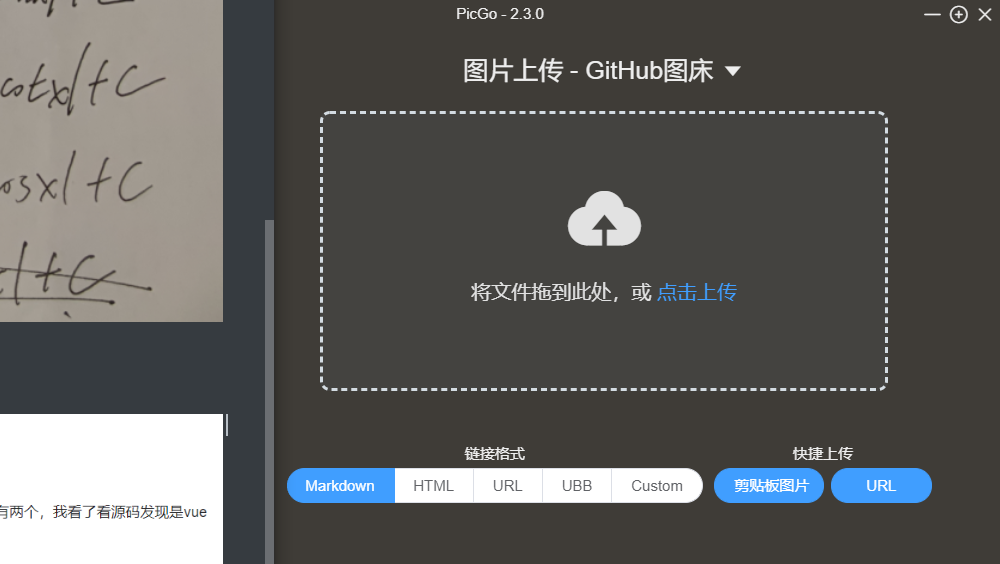 PicGo - 2.3.0
图片上传 - GitHub图床
cotx|+C
osx|+C
|+C
将文件拖到此处，或 点击上传
链接格式
快捷上传
Markdown
HTML
URL
UBB
Custom
剪贴板图片
URL
有两个，我看了看源码发现是vue